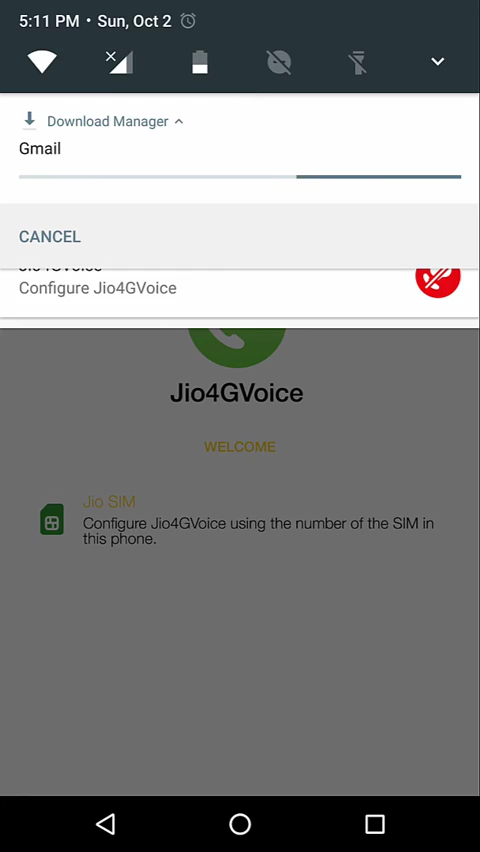 5:11 PM • Sun, Oct 2
Download Manager
Gmail
CANCEL
Jio4GVoice
Configure Jio4GVoice
Jio4GVoice
WELCOME
Jio SIM
Configure Jio4GVoice using the number of the SIM in
this phone.